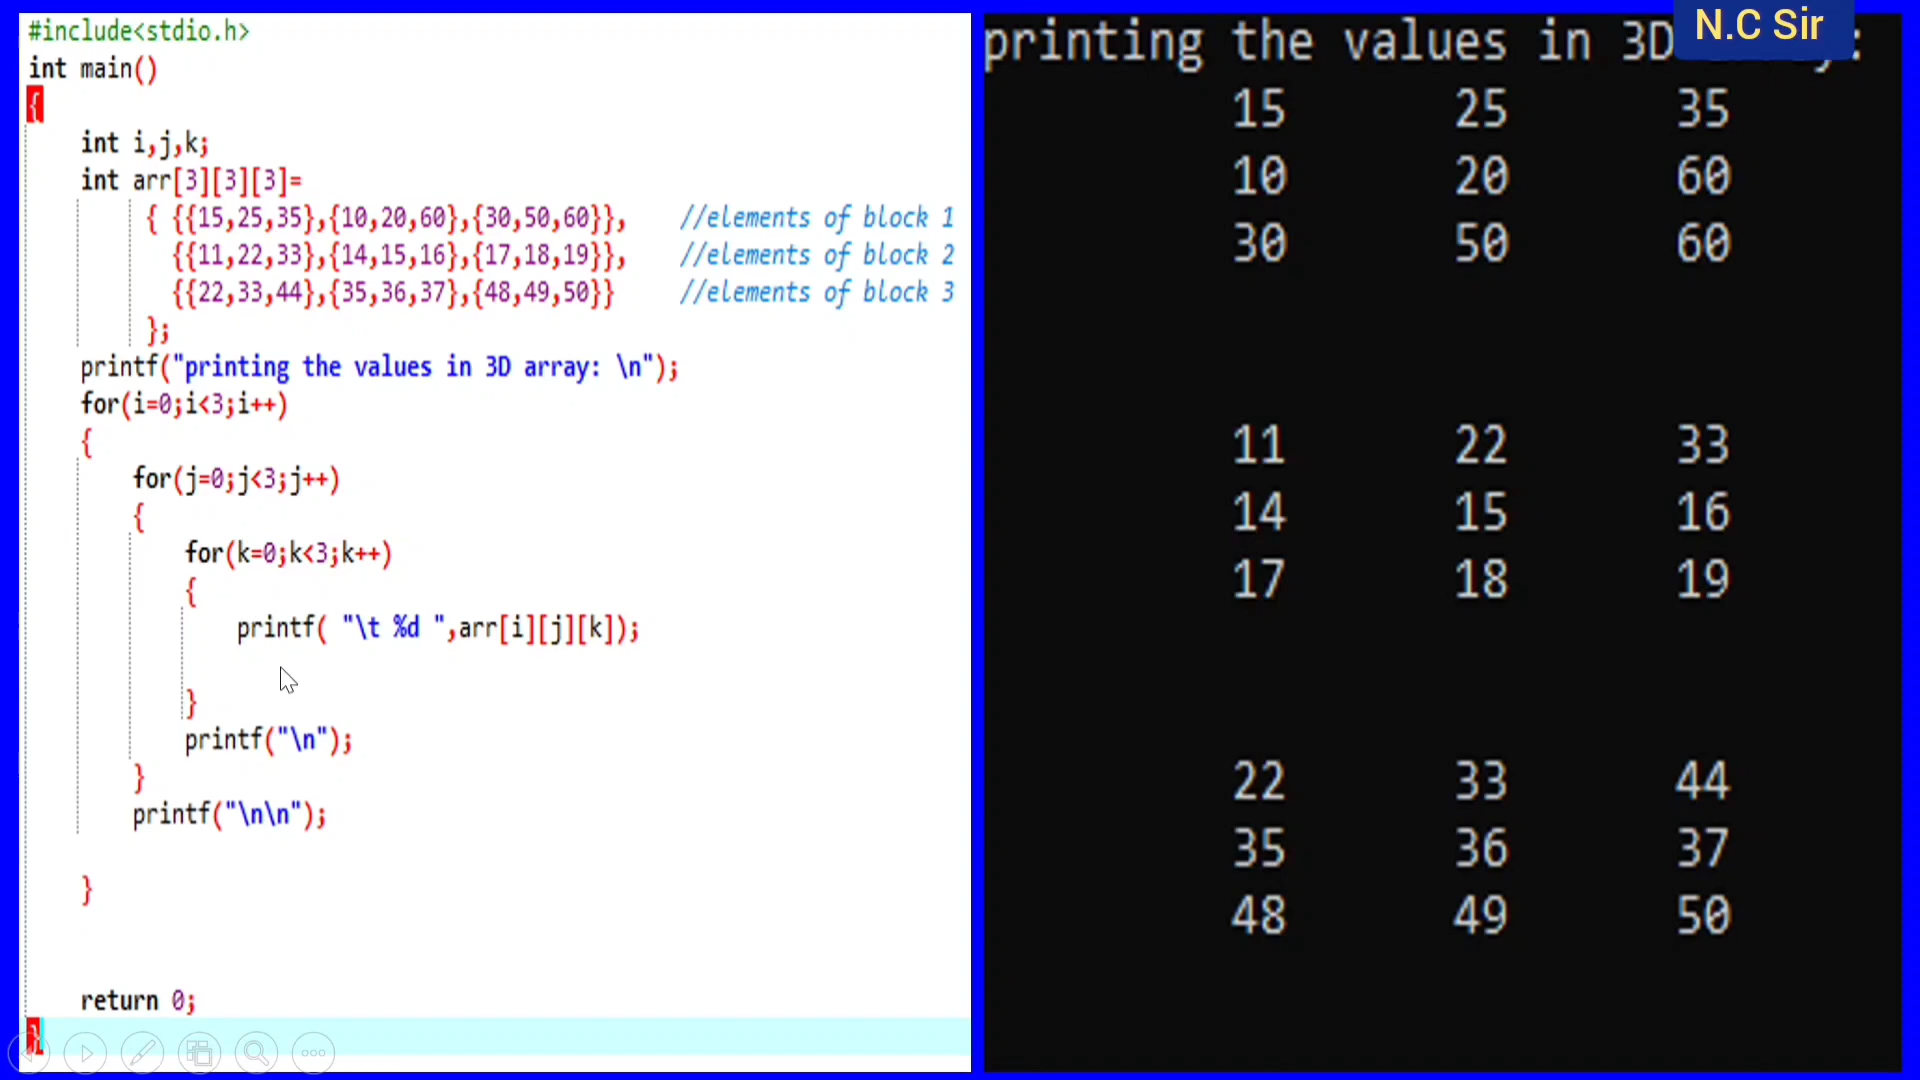 #include<stdio.h>
int main()
{
int i,j,k;
int arr[3][3][3]=
{ {{15,25,35},{10,20,60},{30,50,60}}, //elements of block 1
{{11,22,33},{14,15,16},{17,18,19}}, //elements of block 2
{{22,33,44},{35,36,37},{48,49,50}} //elements of block 3
};
printf("printing the values in 3D array: \n");
for(i=0;i<3;i++)
{
for(j=0;j<3;j++)
{
for(k=0;k<3;k++)
{
printf( "\t %d ",arr[i][j][k]);
}
printf("\n");
}
printf("\n\n");
}
return 0;
}
N.C Sir
printing the values in 3D :
15 25 35
10 20 60
30 50 60
11 22 33
14 15 16
17 18 19
22 33 44
35 36 37
48 49 50